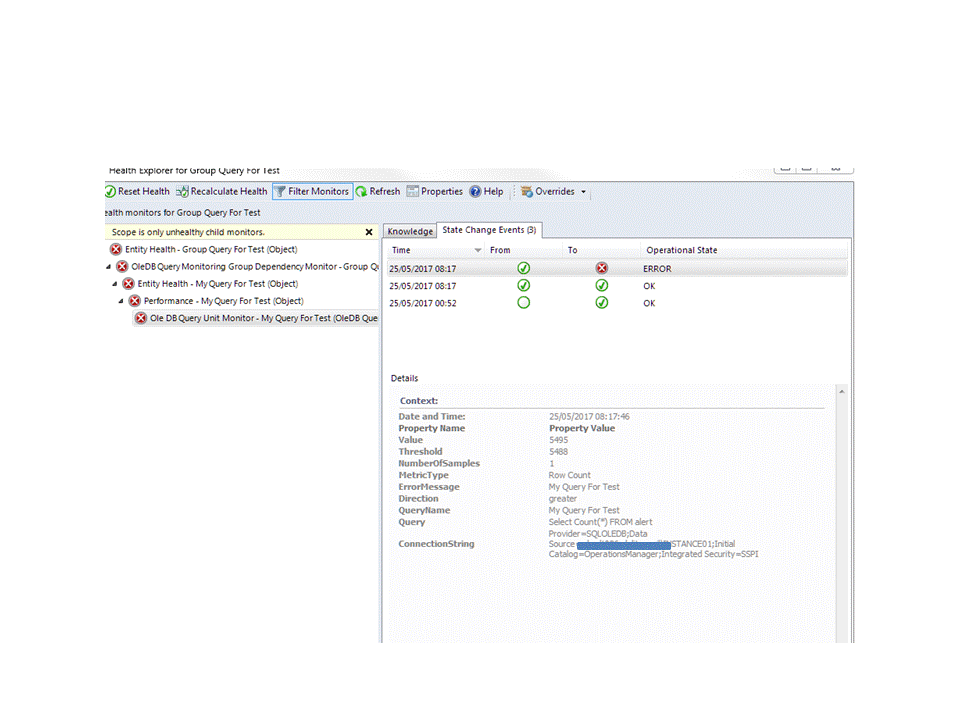 Health Explorer for Group Query For Test
Reset Health Recalculate Health Filter Monitors Refresh Properties Help Overrides
ealth monitors for Group Query For Test
Scope is only unhealthy child monitors.
Entity Health - Group Query For Test (Object)
OleDB Query Monitoring Group Dependency Monitor - Group Qu
Entity Health - My Query For Test (Object)
Performance - My Query For Test (Object)
Ole DB Query Unit Monitor - My Query For Test (OleDB Que
Knowledge State Change Events (3)
Time From To Operational State
25/05/2017 08:17 ERROR
25/05/2017 08:17 OK
25/05/2017 00:52 OK
Details
Context:
Date and Time: 25/05/2017 08:17:46
Property Name Property Value
Value 5495
Threshold 5488
NumberOfSamples 1
MetricType Row Count
ErrorMessage My Query For Test
Direction greater
QueryName My Query For Test
Query Select Count(*) FROM alert
Provider=SQLOLEDB;Data
ConnectionString Source STANCE01;Initial
Catalog=OperationsManager;Integrated Security=SSPI